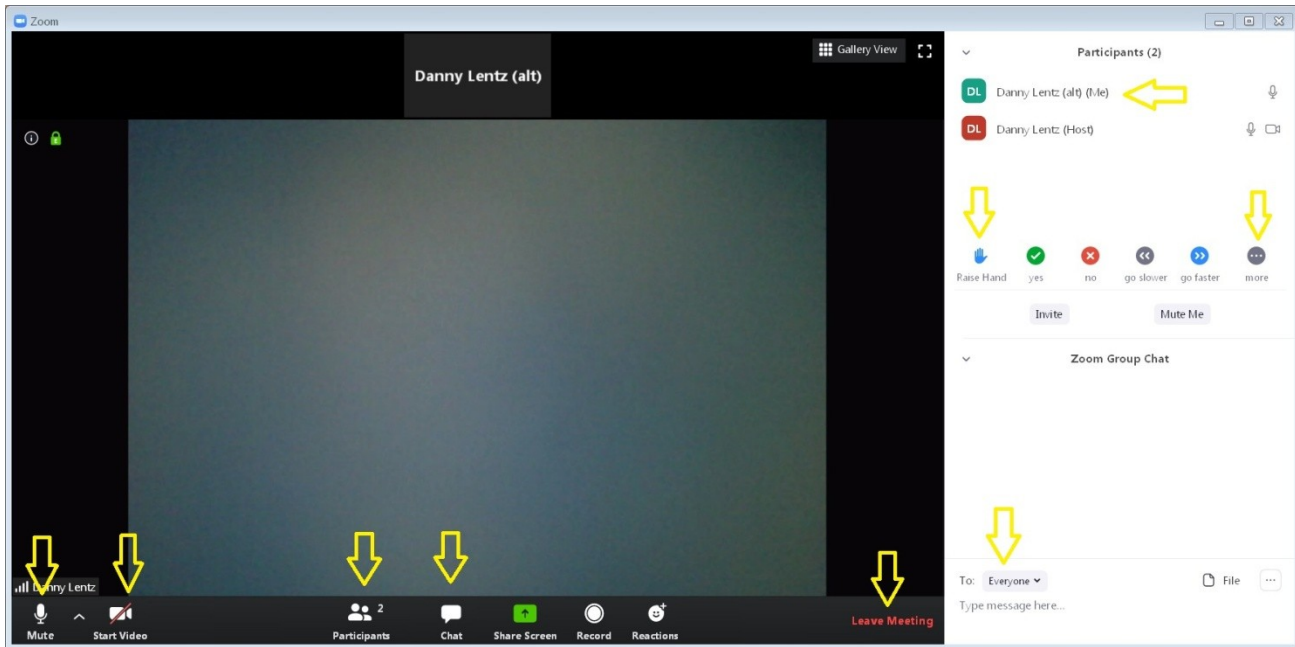 Zoom
Danny Lentz (alt)
Gallery View
Danny Lentz
Mute
Start Video
2
Participants
Chat
Share Screen
Record
Reactions
Leave Meeting
Participants (2)
DL Danny Lentz (alt) (Me)
DL Danny Lentz (Host)
Raise Hand yes no go slower go faster more
Invite Mute Me
Zoom Group Chat
To: Everyone File
Type message here...